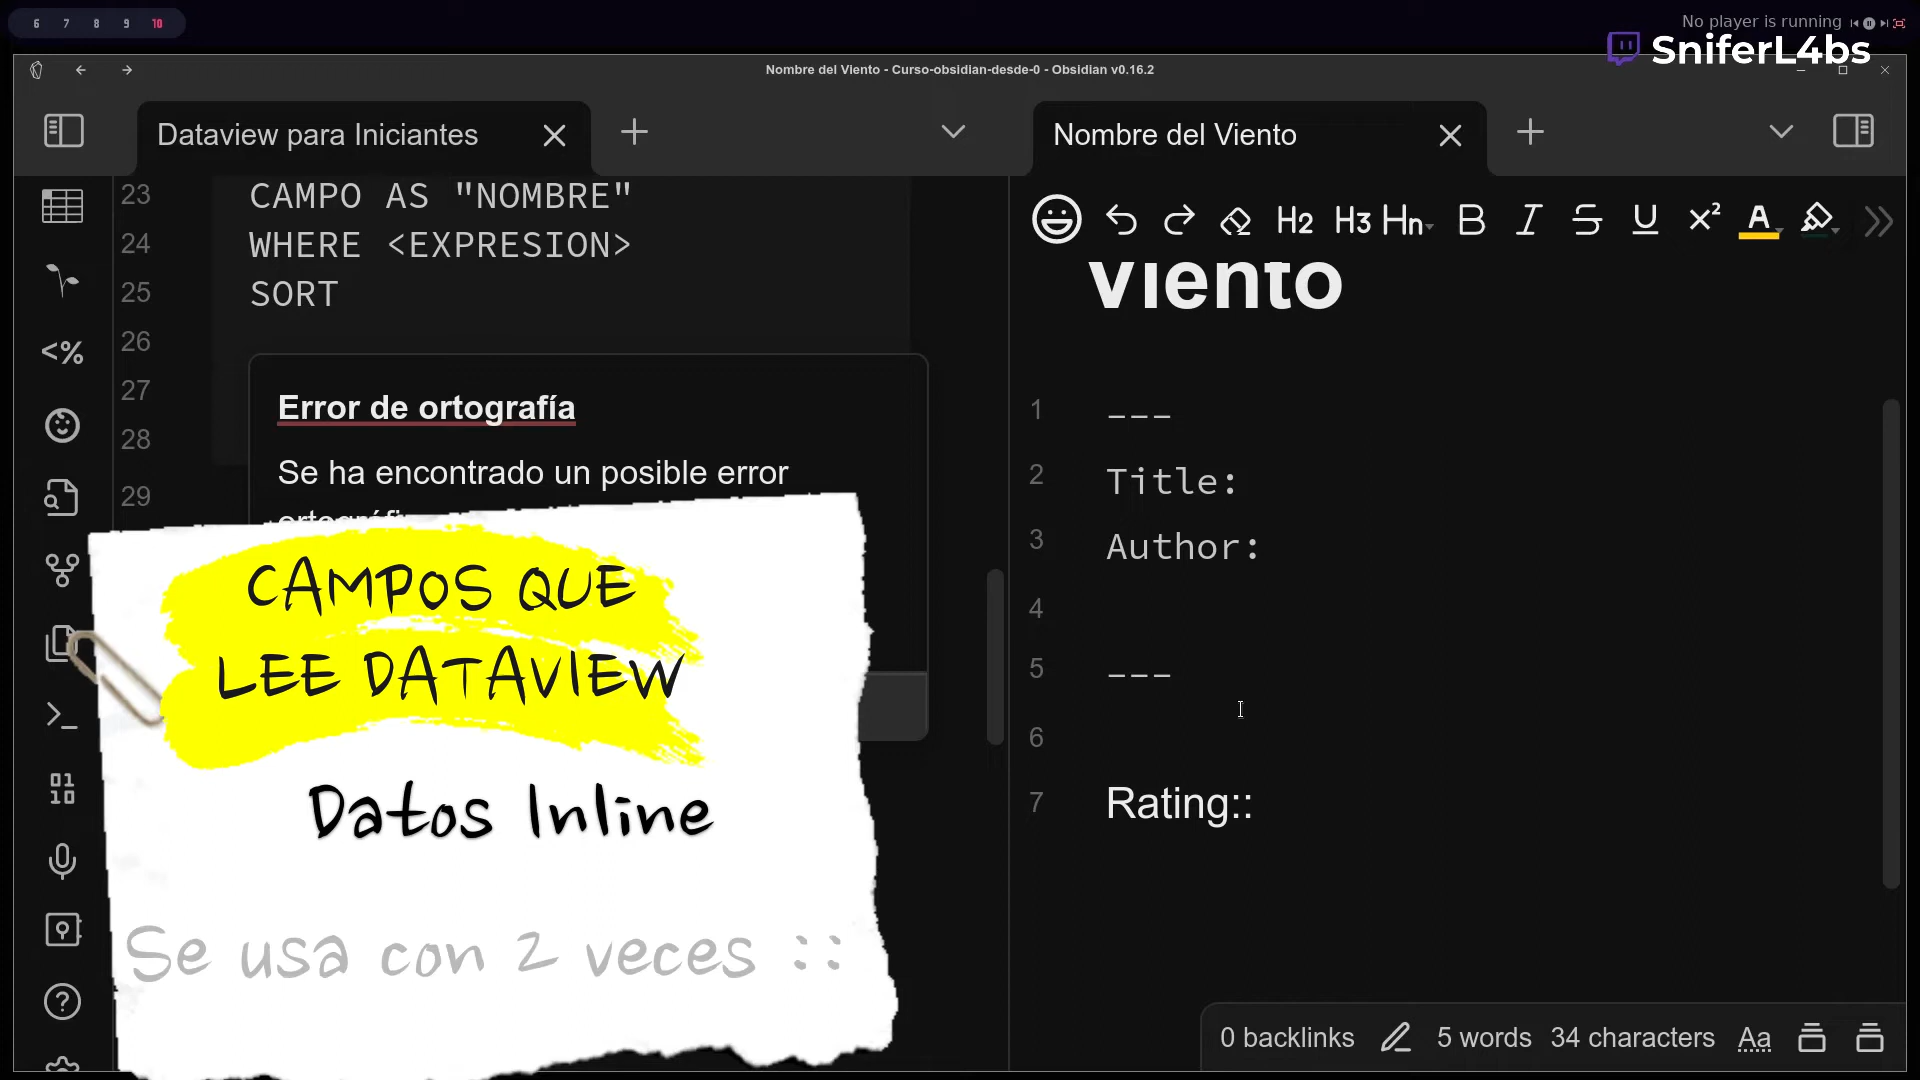 6 7 8 9 10
No player is running
SniferL4bs
Nombre del Viento - Curso-obsidian-desde-0 - Obsidian v0.16.2
Dataview para Iniciantes
Nombre del Viento
23 CAMPO AS "NOMBRE"
24 WHERE <EXPRESION>
25 SORT
26
27
28
29
Error de ortografía
Se ha encontrado un posible error
CAMPOS QUE
LEE DATAVIEW
Datos Inline
Se usa con 2 veces ::
H2 H3 Hn B I S U X2 A
Viento
1 ---
2 Title:
3 Author:
4
5 ---
6
7 Rating::
0 backlinks 5 words 34 characters Aa